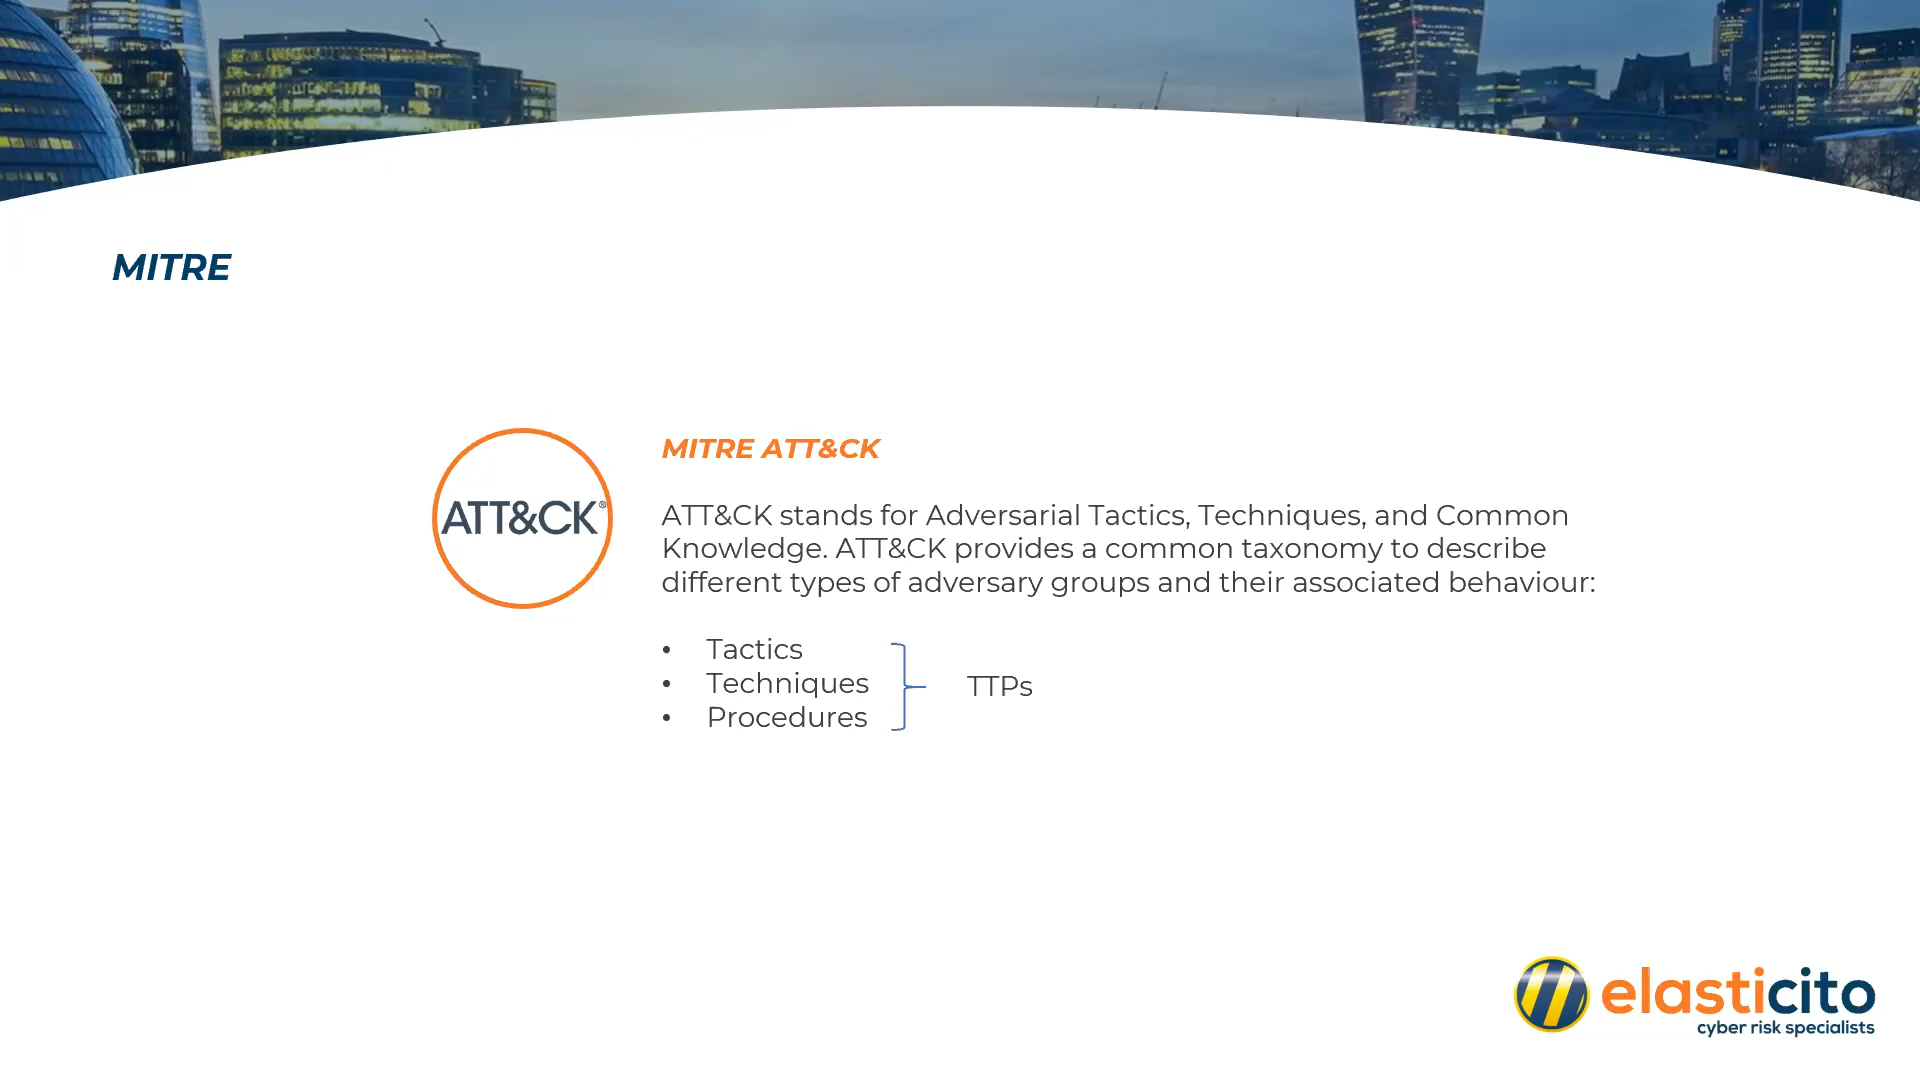 MITRE
ATT&CK®
MITRE ATT&CK
ATT&CK stands for Adversarial Tactics, Techniques, and Common
Knowledge. ATT&CK provides a common taxonomy to describe
different types of adversary groups and their associated behaviour:
• Tactics
• Techniques
• Procedures
TTPs
elasticito
cyber risk specialists